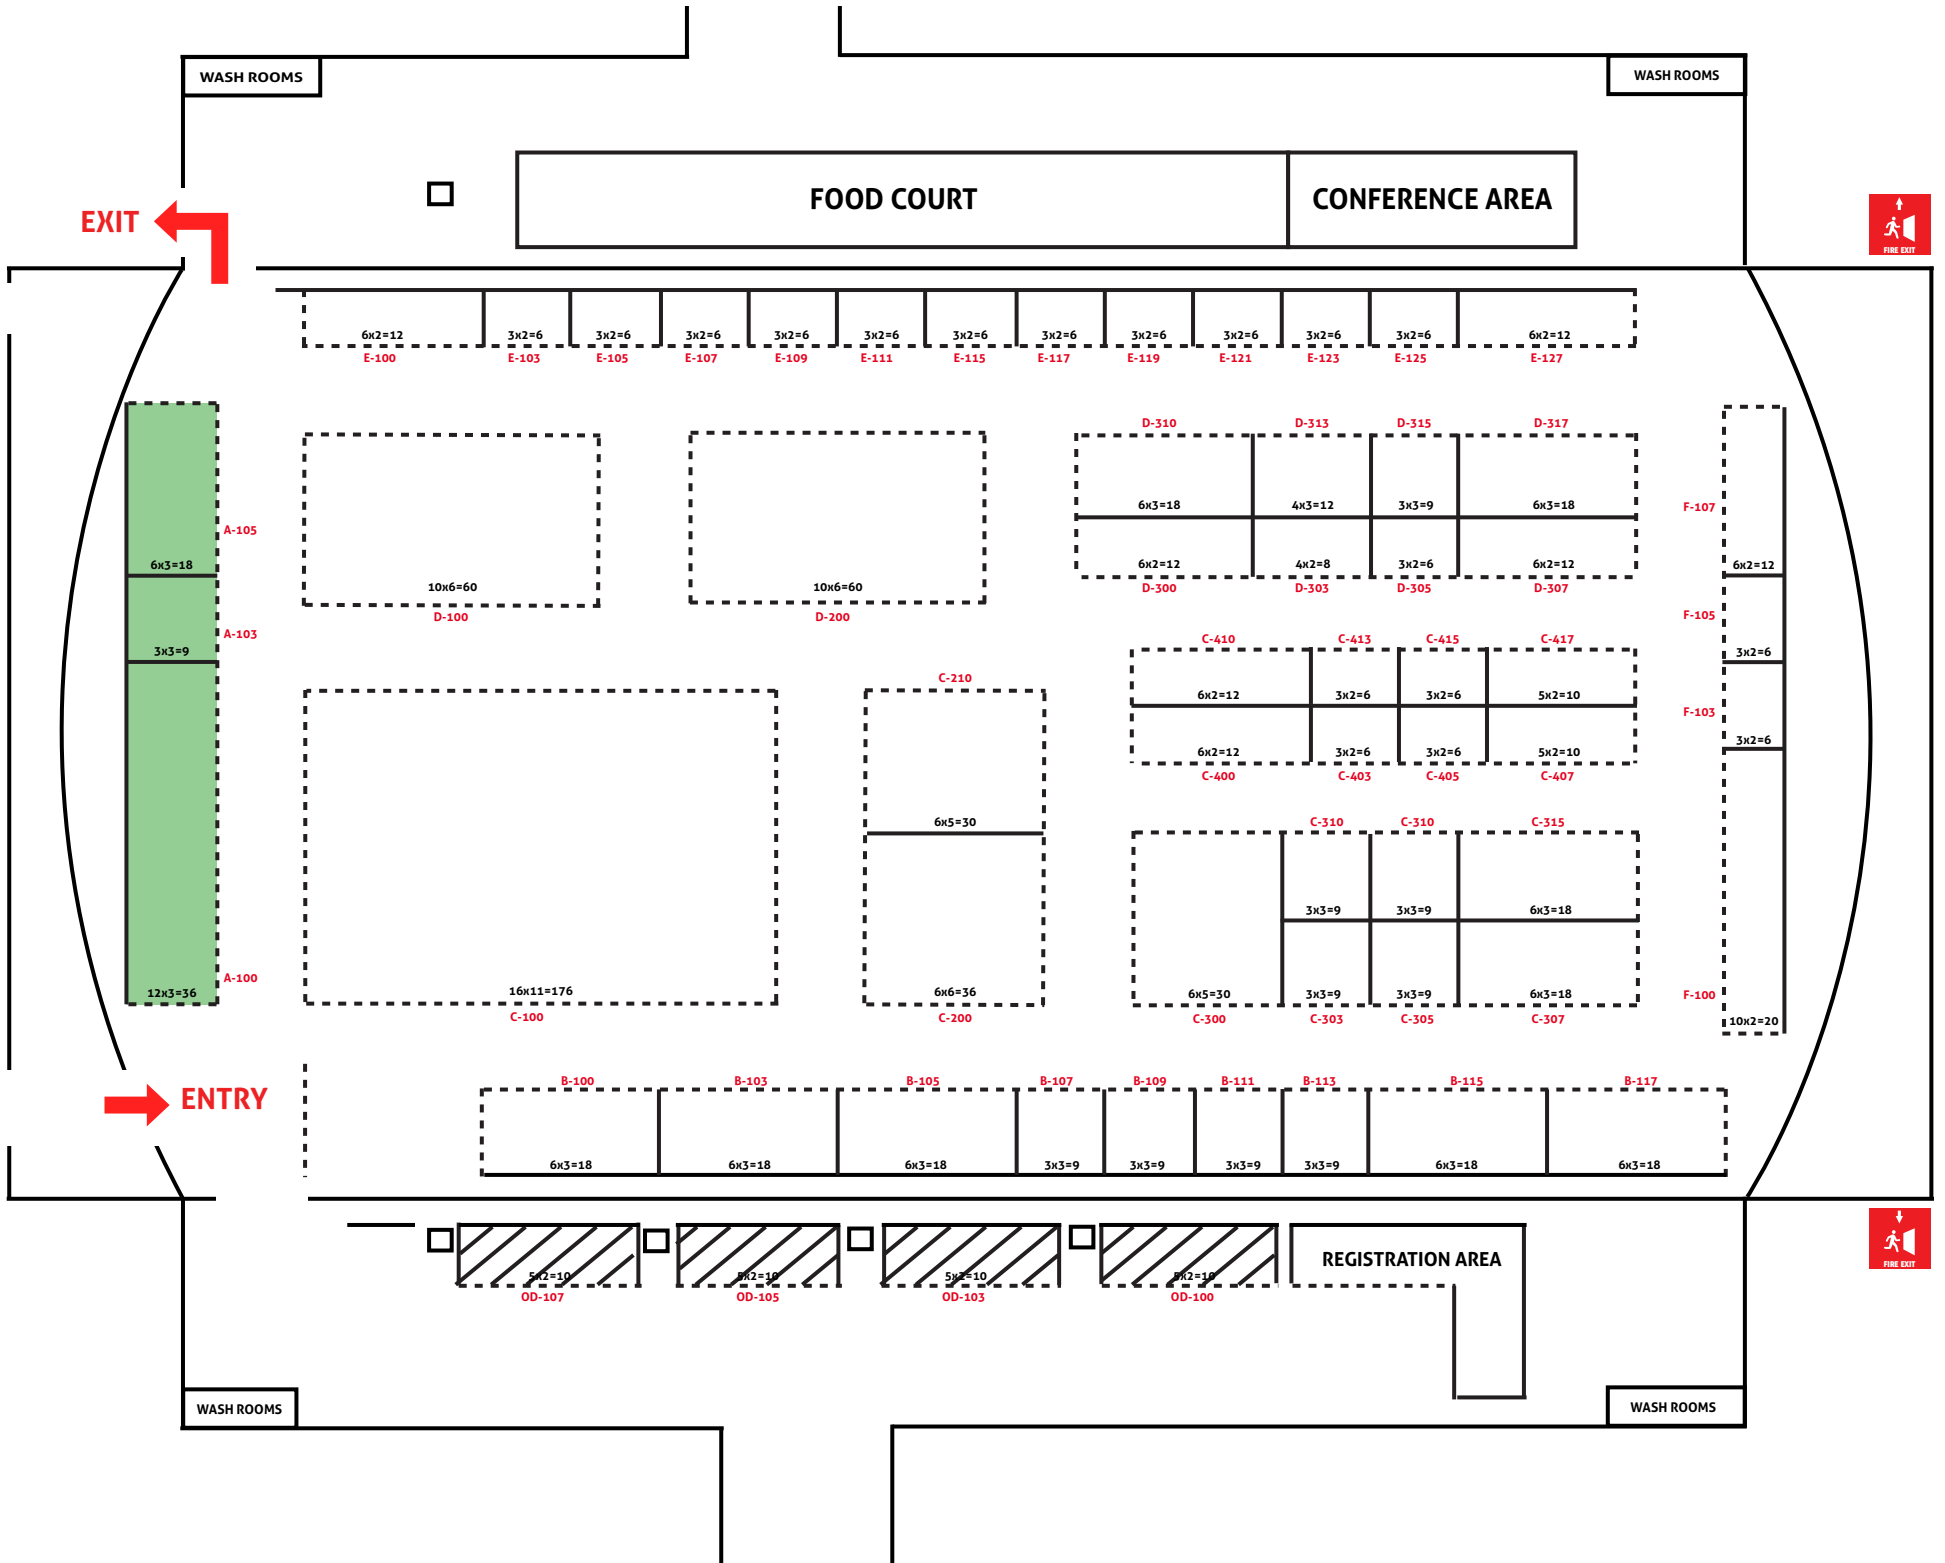 WASH ROOMS
WASH ROOMS
FOOD COURT
CONFERENCE AREA
EXIT
FIRE EXIT
6x2=12
3x2=6
3x2=6
3x2=6
3x2=6
3x2=6
3x2=6
3x2=6
3x2=6
3x2=6
3x2=6
3x2=6
6x2=12
E-100
E-103
E-105
E-107
E-109
E-111
E-115
E-117
E-119
E-121
E-123
E-125
E-127
D-310
D-313
D-315
D-317
6x3=18
4x3=12
3x3=9
6x3=18
6x2=12
4x2=8
3x2=6
6x2=12
D-300
D-303
D-305
D-307
A-105
6x3=18
A-103
3x3=9
A-100
12x3=36
10x6=60
D-100
10x6=60
D-200
F-107
6x2=12
F-105
3x2=6
F-103
3x2=6
F-100
10x2=20
C-410
C-413
C-415
C-417
6x2=12
3x2=6
3x2=6
5x2=10
6x2=12
3x2=6
3x2=6
5x2=10
C-400
C-403
C-405
C-407
C-210
6x5=30
6x6=36
C-200
16x11=176
C-100
C-310
C-310
C-315
3x3=9
3x3=9
6x3=18
6x5=30
3x3=9
3x3=9
6x3=18
C-300
C-303
C-305
C-307
ENTRY
B-100
B-103
B-105
B-107
B-109
B-111
B-113
B-115
B-117
6x3=18
6x3=18
6x3=18
3x3=9
3x3=9
3x3=9
3x3=9
6x3=18
6x3=18
5x2=10
5x2=10
5x2=10
5x2=10
OD-107
OD-105
OD-103
OD-100
REGISTRATION AREA
FIRE EXIT
WASH ROOMS
WASH ROOMS